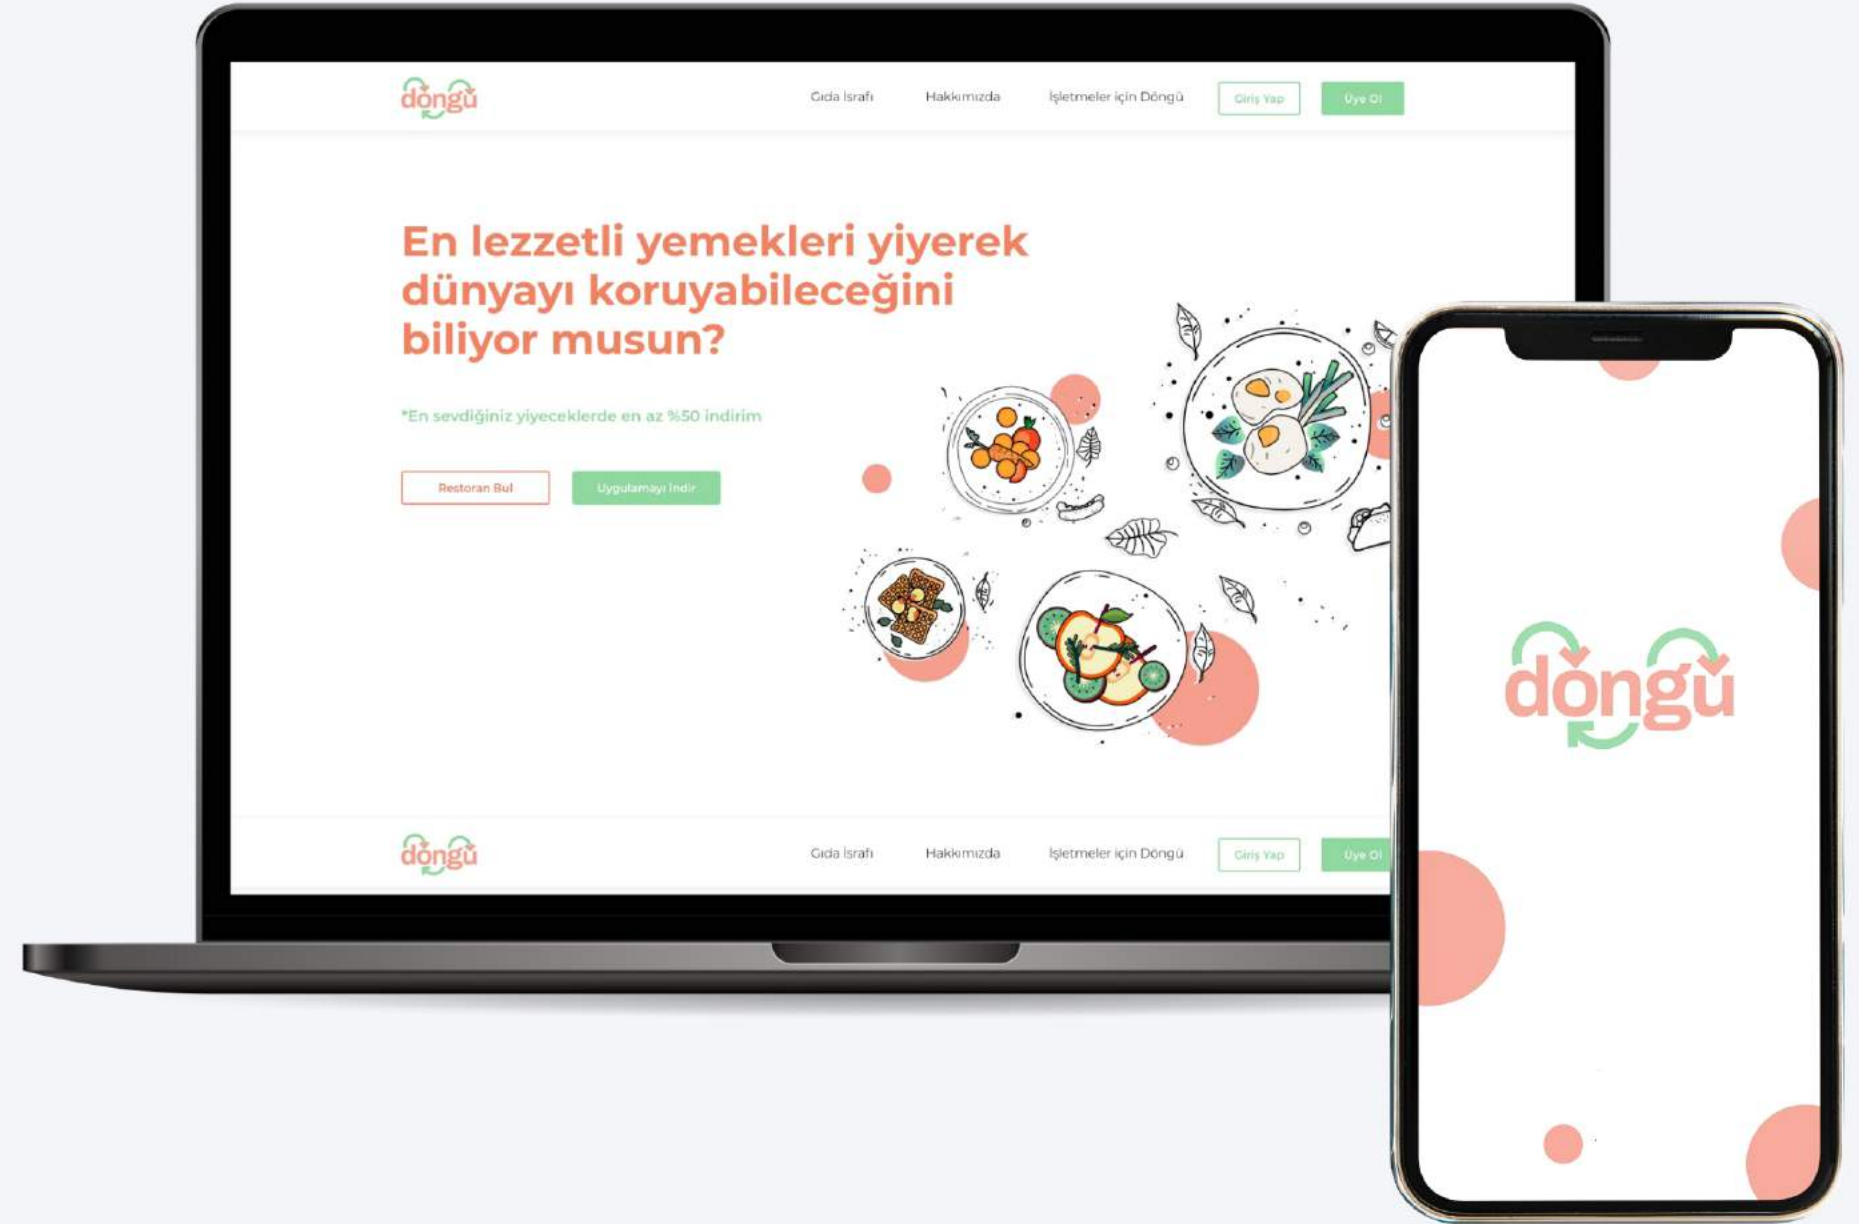 döngü
Gıda İsrafı
Hakkımızda
İşletmeler için Döngü
Giriş Yap
Üye Ol
En lezzetli yemekleri yiyerek
dünyayı koruyabileceğini
biliyor musun?
*En sevdiğiniz yiyeceklerde en az %50 indirim
Restoran Bul
Uygulamayı İndir
döngü
Gıda İsrafı
Hakkımızda
İşletmeler için Döngü
Giriş Yap
Üye Ol
döngü